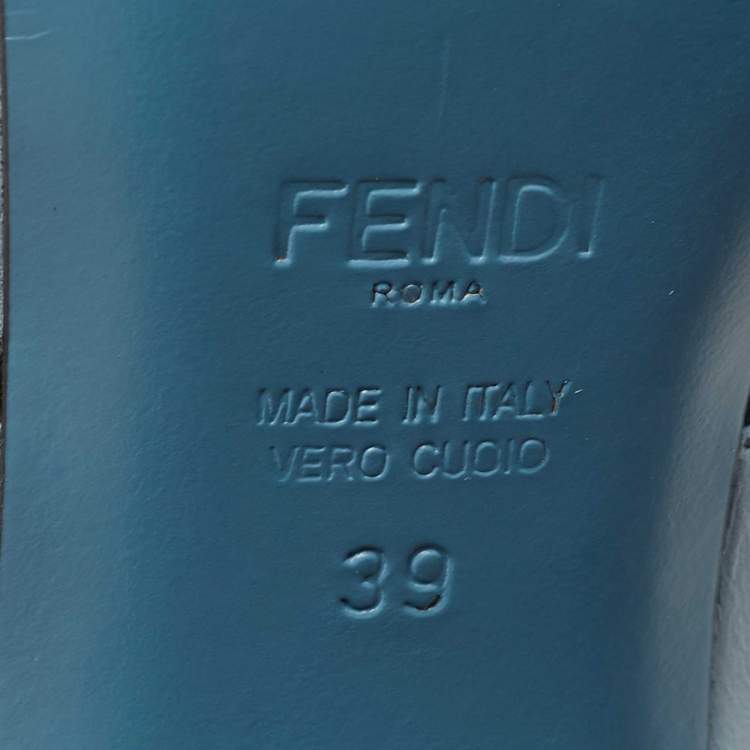 FENDI
ROMA
MADE IN ITALY
VERO CUOIO
39